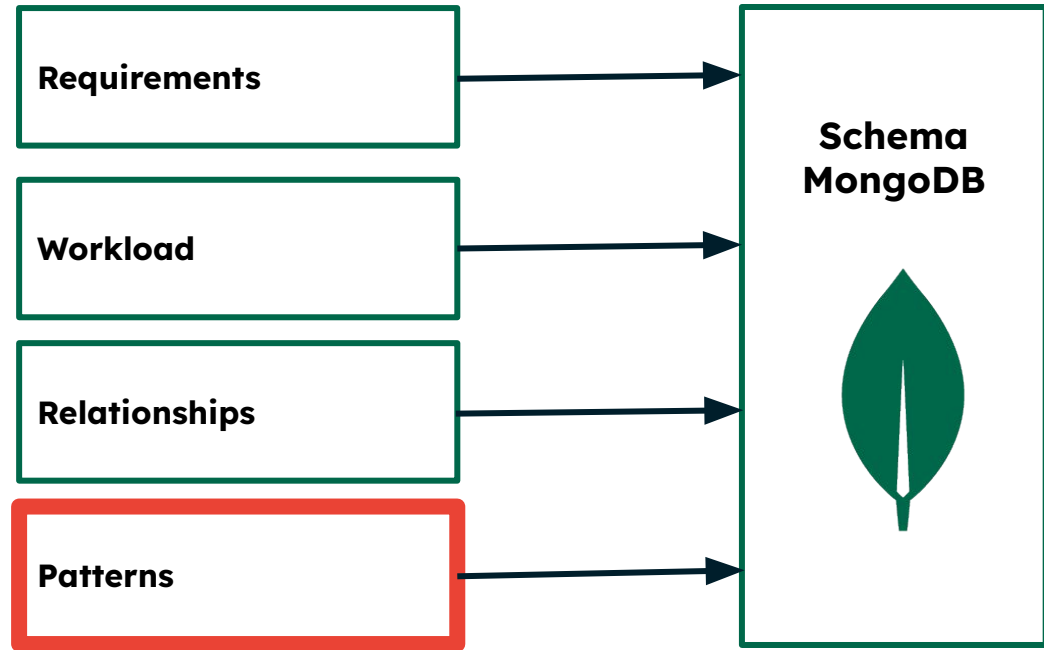 Requirements
Workload
Relationships
Patterns
Schema
MongoDB